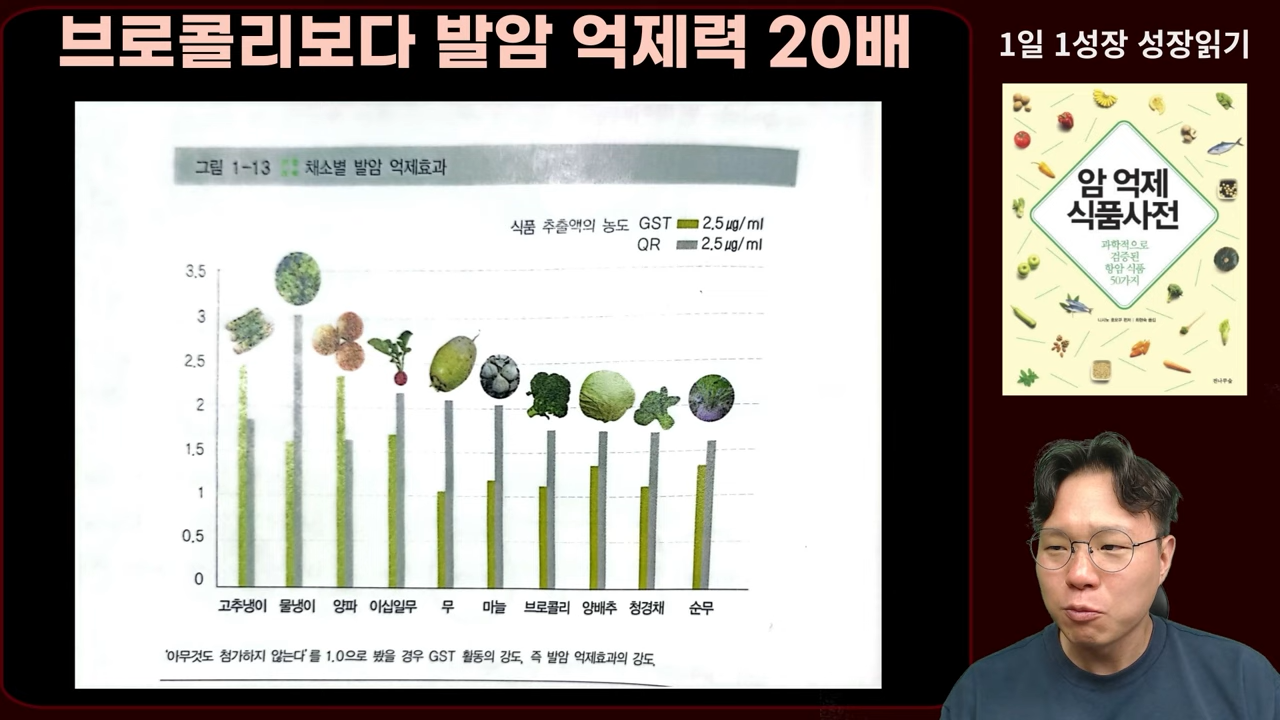 브로콜리보다 발암 억제력 20배
1일 1성장 성장읽기
그림 1-13 채소별 발암 억제효과
식품 추출액의 농도 GST 2.5㎍/ml
QR 2.5㎍/ml
3.5
3
2.5
2
1.5
1
0.5
0
고추냉이 물냉이 양파 이십일무 무 마늘 브로콜리 양배추 청경채 순무
'아무것도 첨가하지 않는다'를 1.0으로 봤을 경우 GST 활동의 강도, 즉 발암 억제효과의 강도
암 억제
식품사전
과학적으로
검증된
항암 식품
50가지
전나무숲